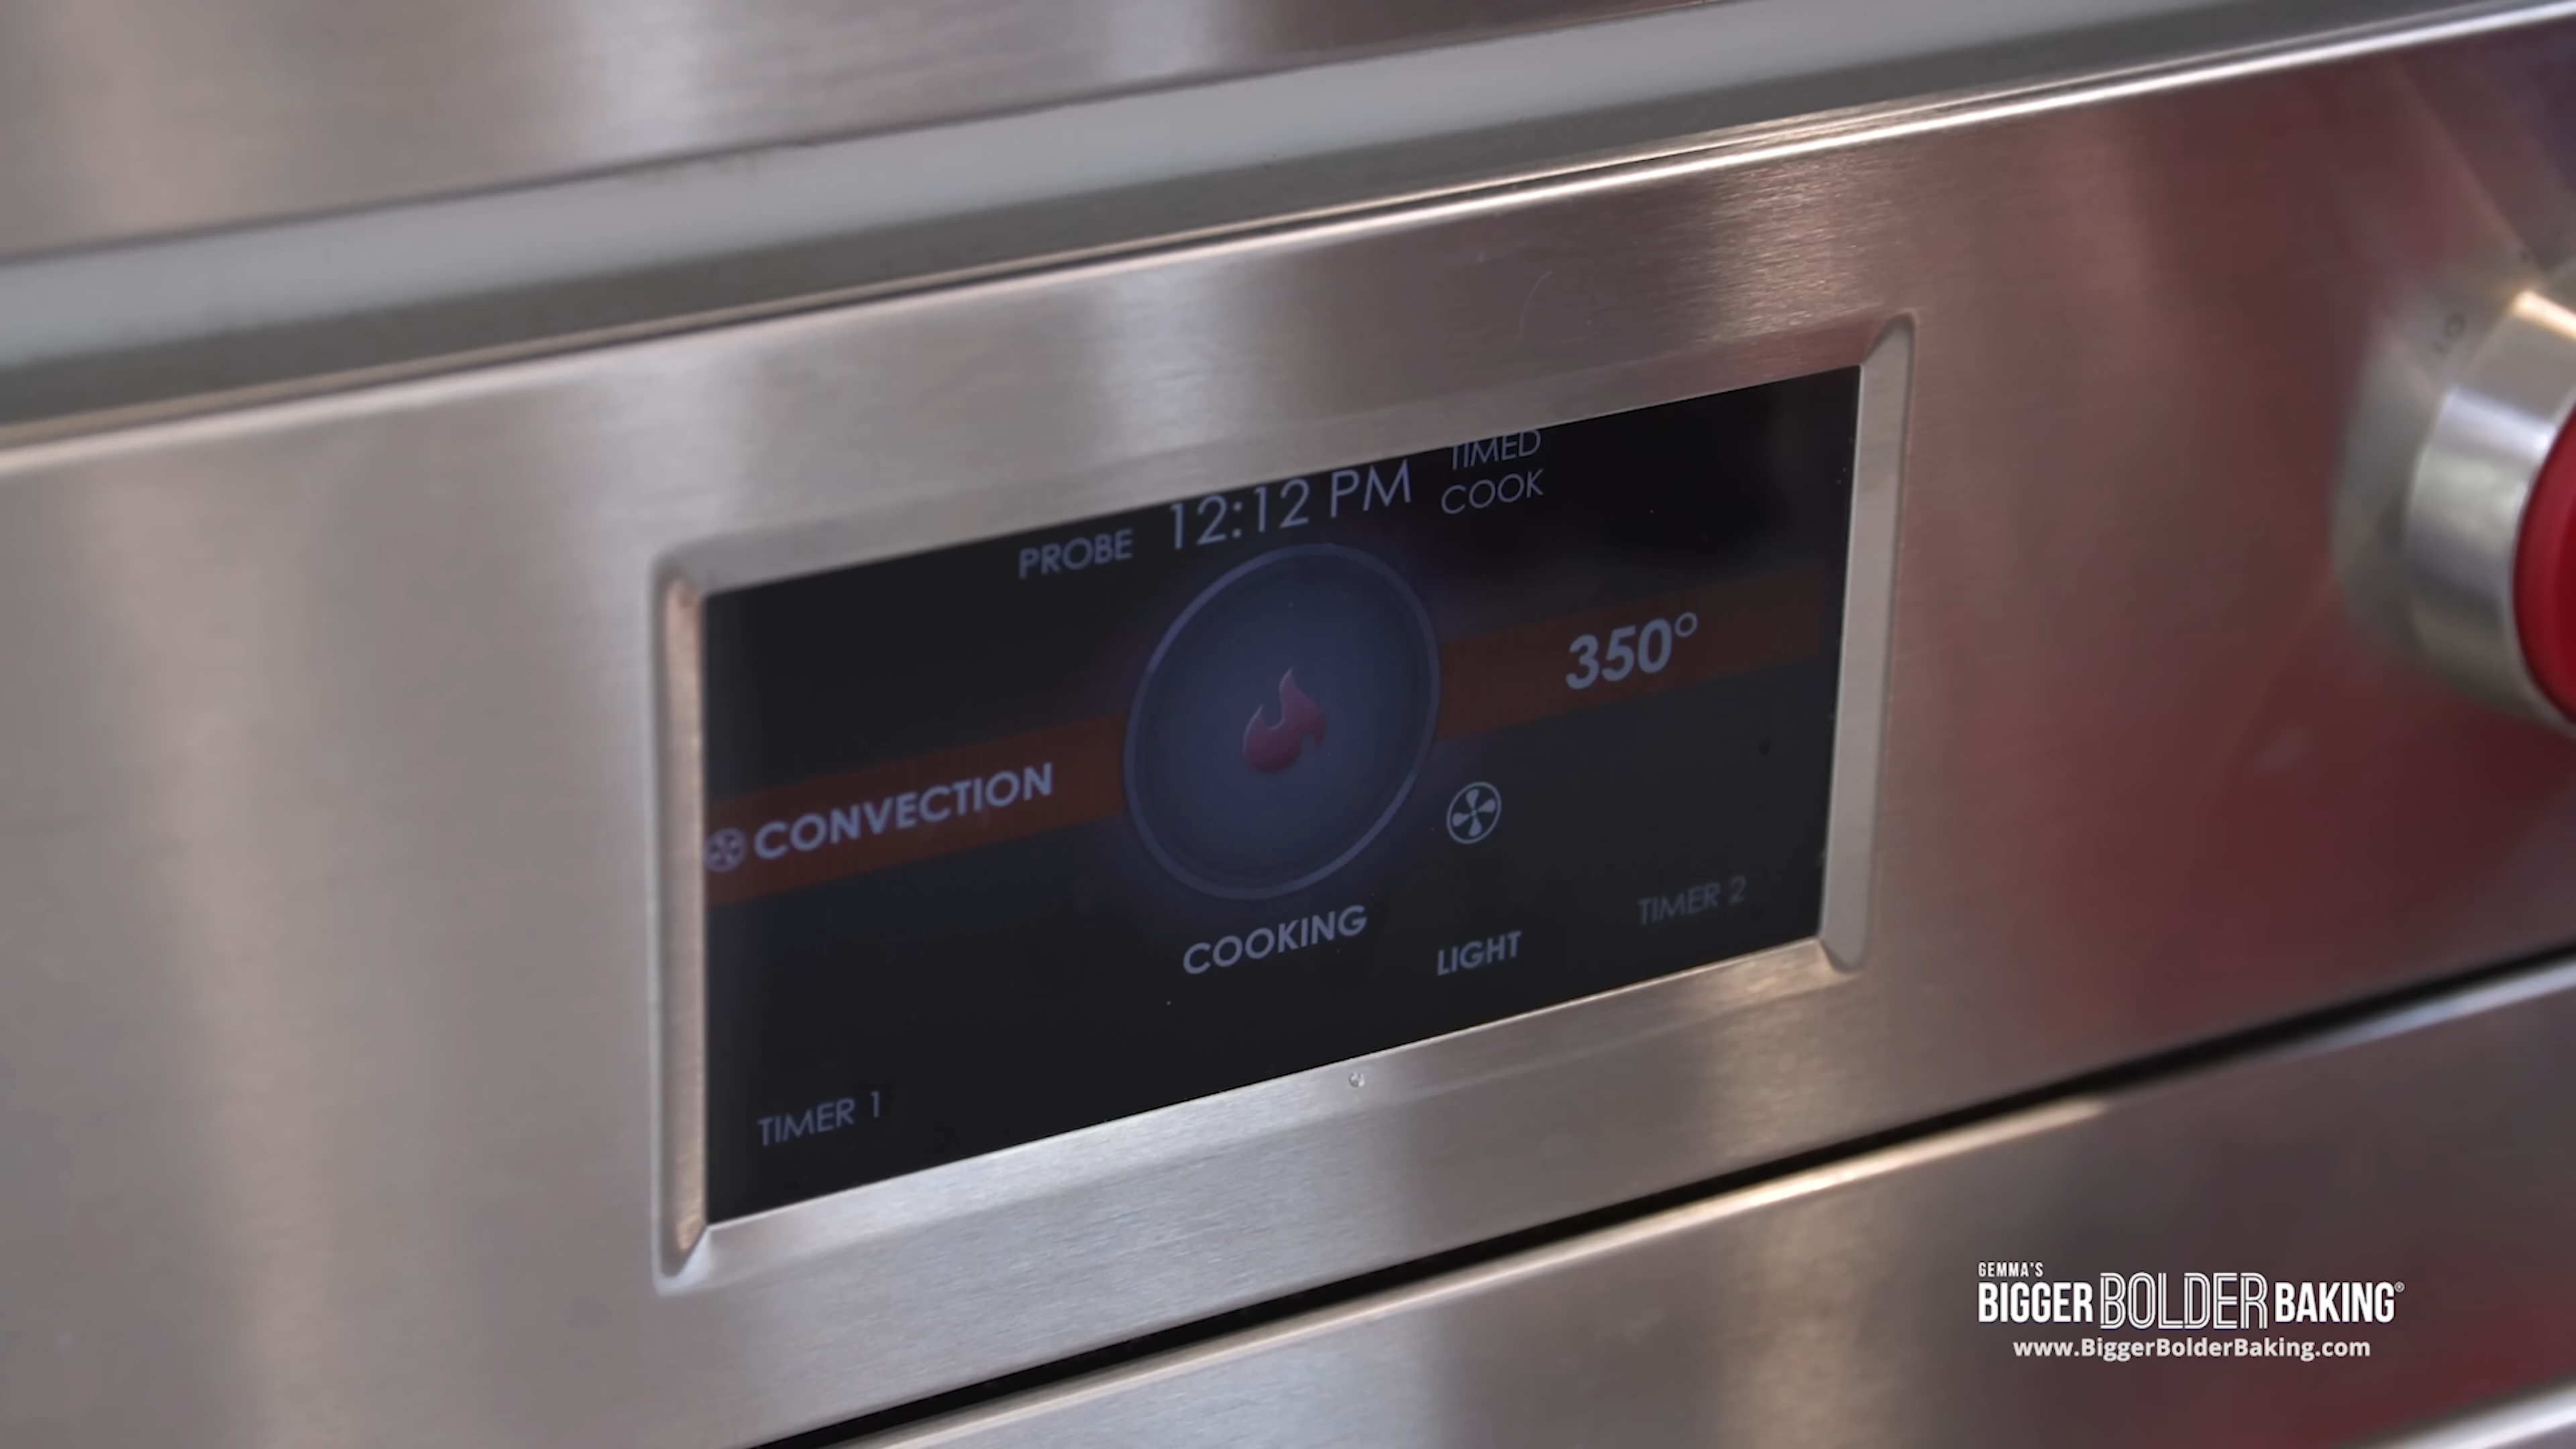 TIMED
COOK
PROBE 12:12 PM
350°
CONVECTION
COOKING
LIGHT
TIMER 2
TIMER 1
GEMMA'S
BIGGER BOLDER BAKING®
www.BiggerBolderBaking.com